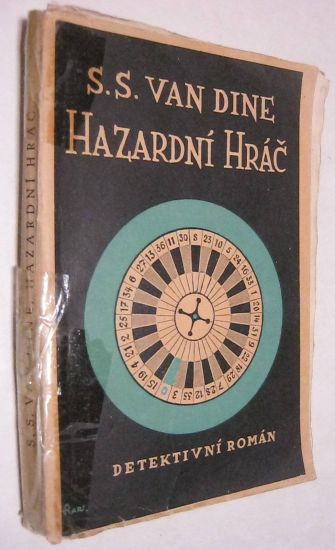 S.S. VAN DINE
HAZARDNÍ HRÁČ
DETEKTIVNÍ ROMÁN
S.S. VAN DINE, HAZARDNÍ HRÁČ